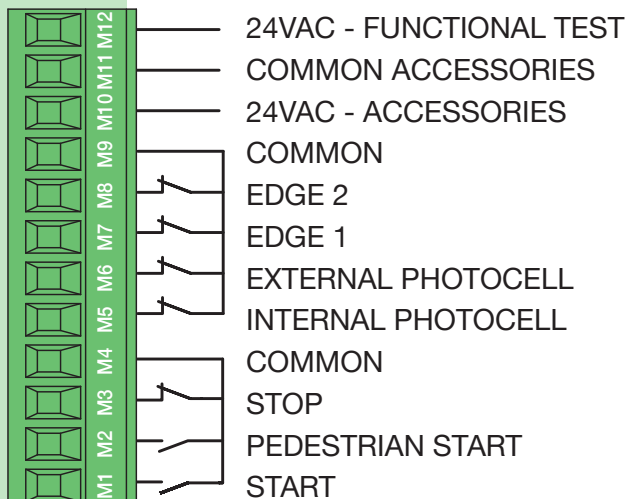 M12 24VAC - FUNCTIONAL TEST
M11 COMMON ACCESSORIES
M10 24VAC - ACCESSORIES
M9 COMMON
M8 EDGE 2
M7 EDGE 1
M6 EXTERNAL PHOTOCELL
M5 INTERNAL PHOTOCELL
M4 COMMON
M3 STOP
M2 PEDESTRIAN START
M1 START